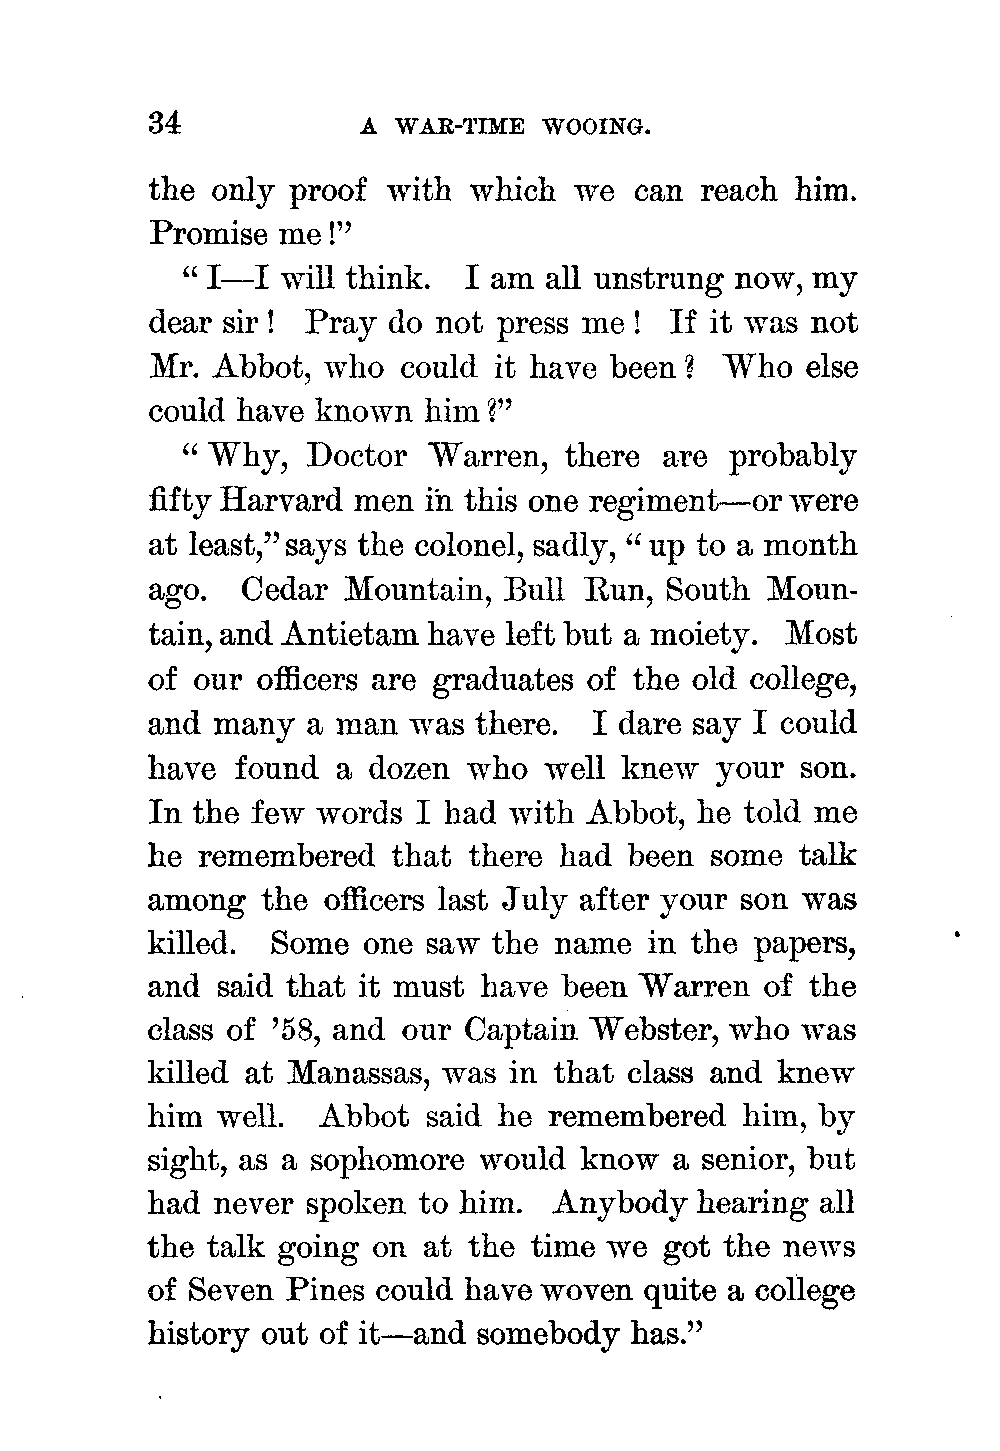 34 A WAR-TIME WOOING.
the only proof with which we can reach him.
Promise me!”
“I—I will think. I am all unstrung now, my
dear sir! Pray do not press me! If it was not
Mr. Abbot, who could it have been? Who else
could have known him?”
“Why, Doctor Warren, there are probably
fifty Harvard men in this one regiment—or were
at least,” says the colonel, sadly, “up to a month
ago. Cedar Mountain, Bull Run, South Moun-
tain, and Antietam have left but a moiety. Most
of our officers are graduates of the old college,
and many a man was there. I dare say I could
have found a dozen who well knew your son.
In the few words I had with Abbot, he told me
he remembered that there had been some talk
among the officers last July after your son was
killed. Some one saw the name in the papers,
and said that it must have been Warren of the
class of ’58, and our Captain Webster, who was
killed at Manassas, was in that class and knew
him well. Abbot said he remembered him, by
sight, as a sophomore would know a senior, but
had never spoken to him. Anybody hearing all
the talk going on at the time we got the news
of Seven Pines could have woven quite a college
history out of it—and somebody has.”